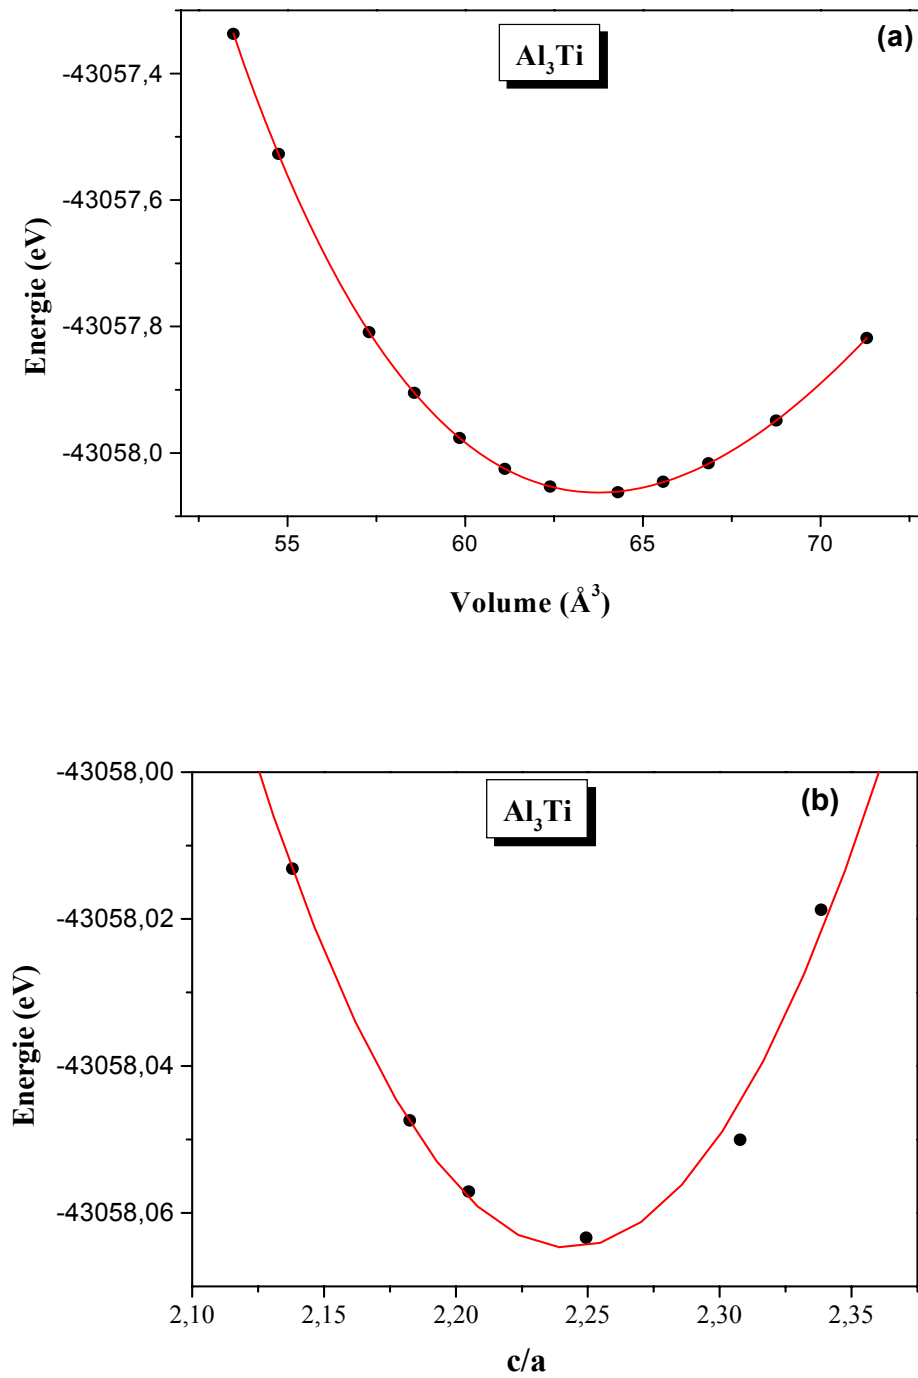 Al₃Ti
(a)
-43057,4
-43057,6
-43057,8
-43058,0
Energie (eV)
55 60 65 70
Volume (Å³)
Al₃Ti
(b)
-43058,00
-43058,02
-43058,04
-43058,06
Energie (eV)
2,10 2,15 2,20 2,25 2,30 2,35
c/a